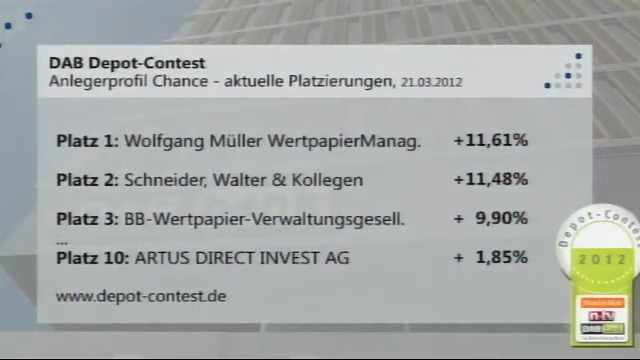 DAB Depot-Contest
Anlegerprofil Chance - aktuelle Platzierungen, 21.03.2012
Platz 1: Wolfgang Müller WertpapierManag. +11,61%
Platz 2: Schneider, Walter & Kollegen +11,48%
Platz 3: BB-Wertpapier-Verwaltungsgesell. + 9,90%
...
Platz 10: ARTUS DIRECT INVEST AG + 1,85%
www.depot-contest.de
Depot-Contest
2012
n-tv
DAB